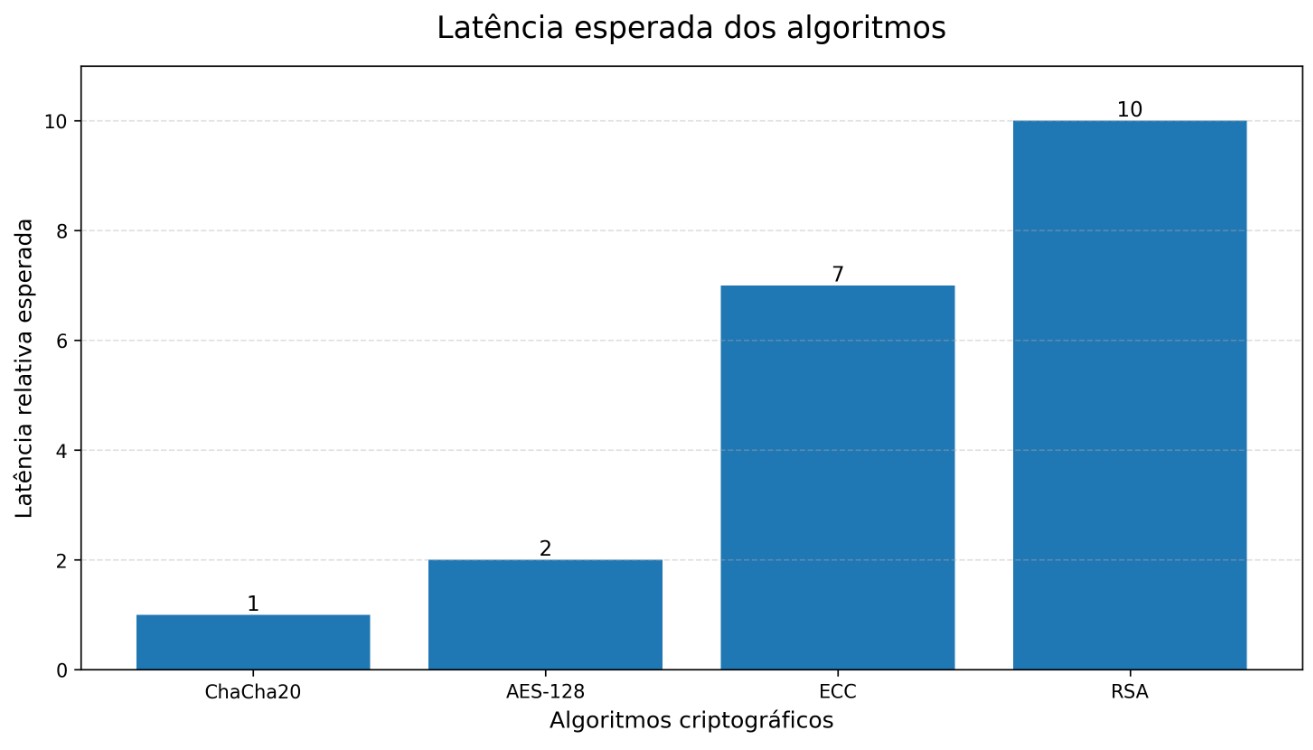 Latência esperada dos algoritmos
Latência relativa esperada
10
8
6
4
2
0
1
2
7
10
ChaCha20
AES-128
ECC
RSA
Algoritmos criptográficos